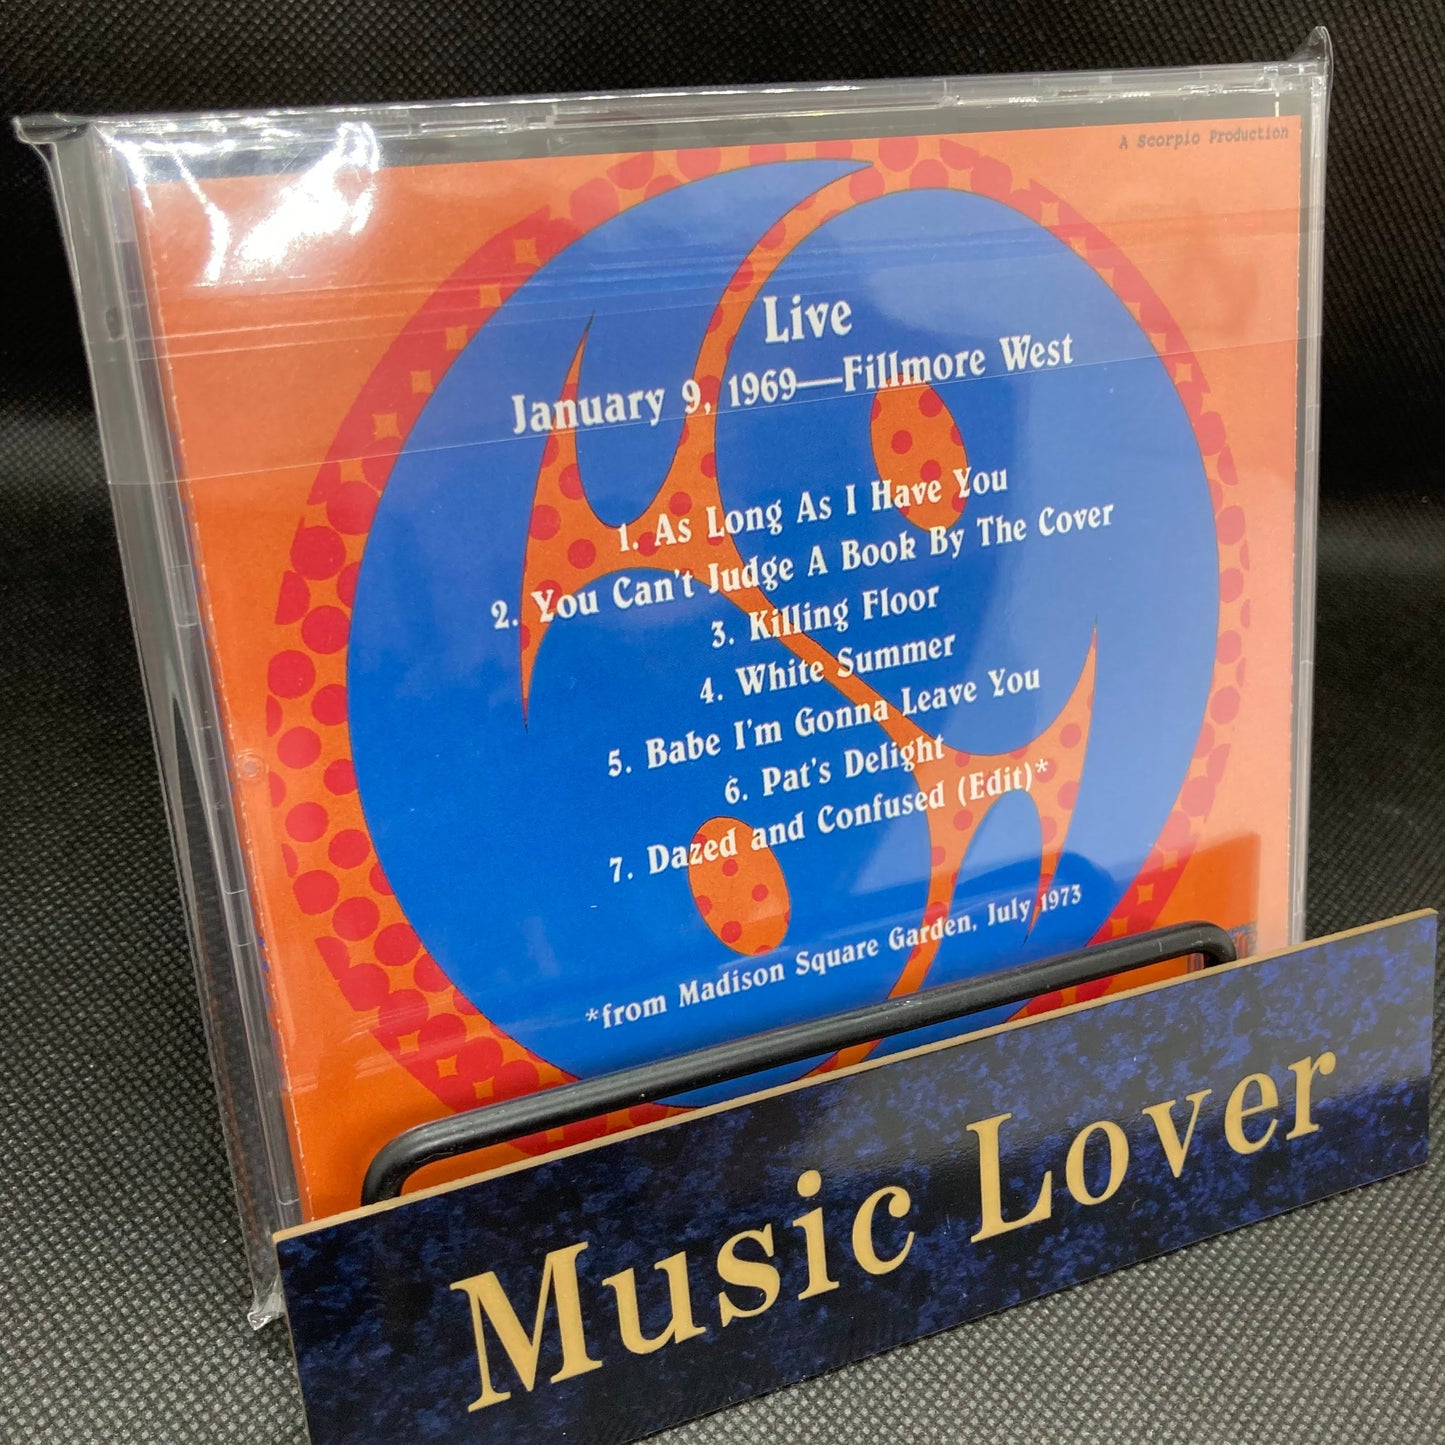 A Scorpio Production
Live
January 9, 1969—Fillmore West
1. As Long As I Have You
2. You Can't Judge A Book By The Cover
3. Killing Floor
4. White Summer
5. Babe I'm Gonna Leave You
6. Pat's Delight
7. Dazed and Confused (Edit)*
*from Madison Square Garden, July 1973
Music Lover